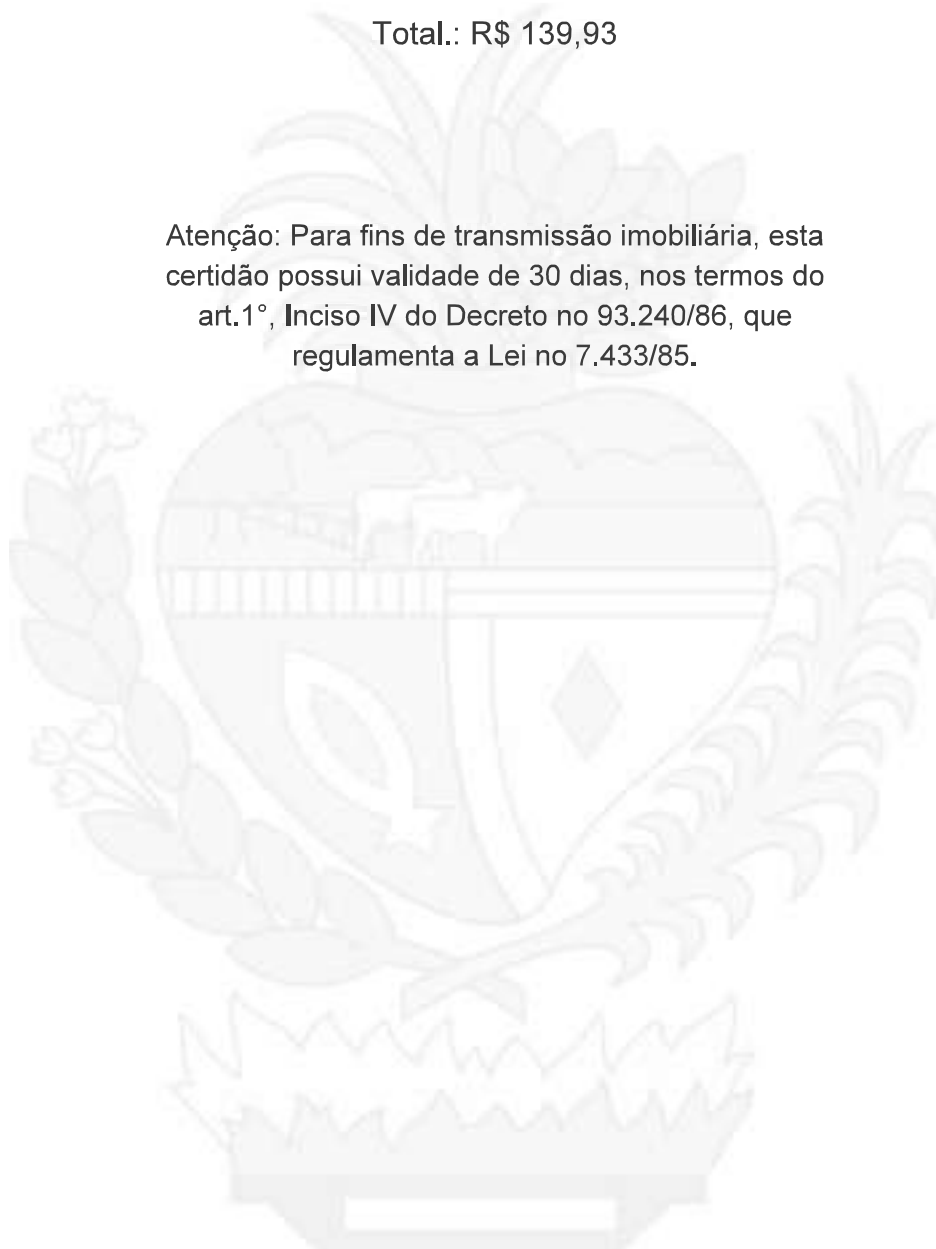 Total.: R$ 139,93
Atenção: Para fins de transmissão imobiliária, esta
certidão possui validade de 30 dias, nos termos do
art.1°, Inciso IV do Decreto no 93.240/86, que
regulamenta a Lei no 7.433/85.